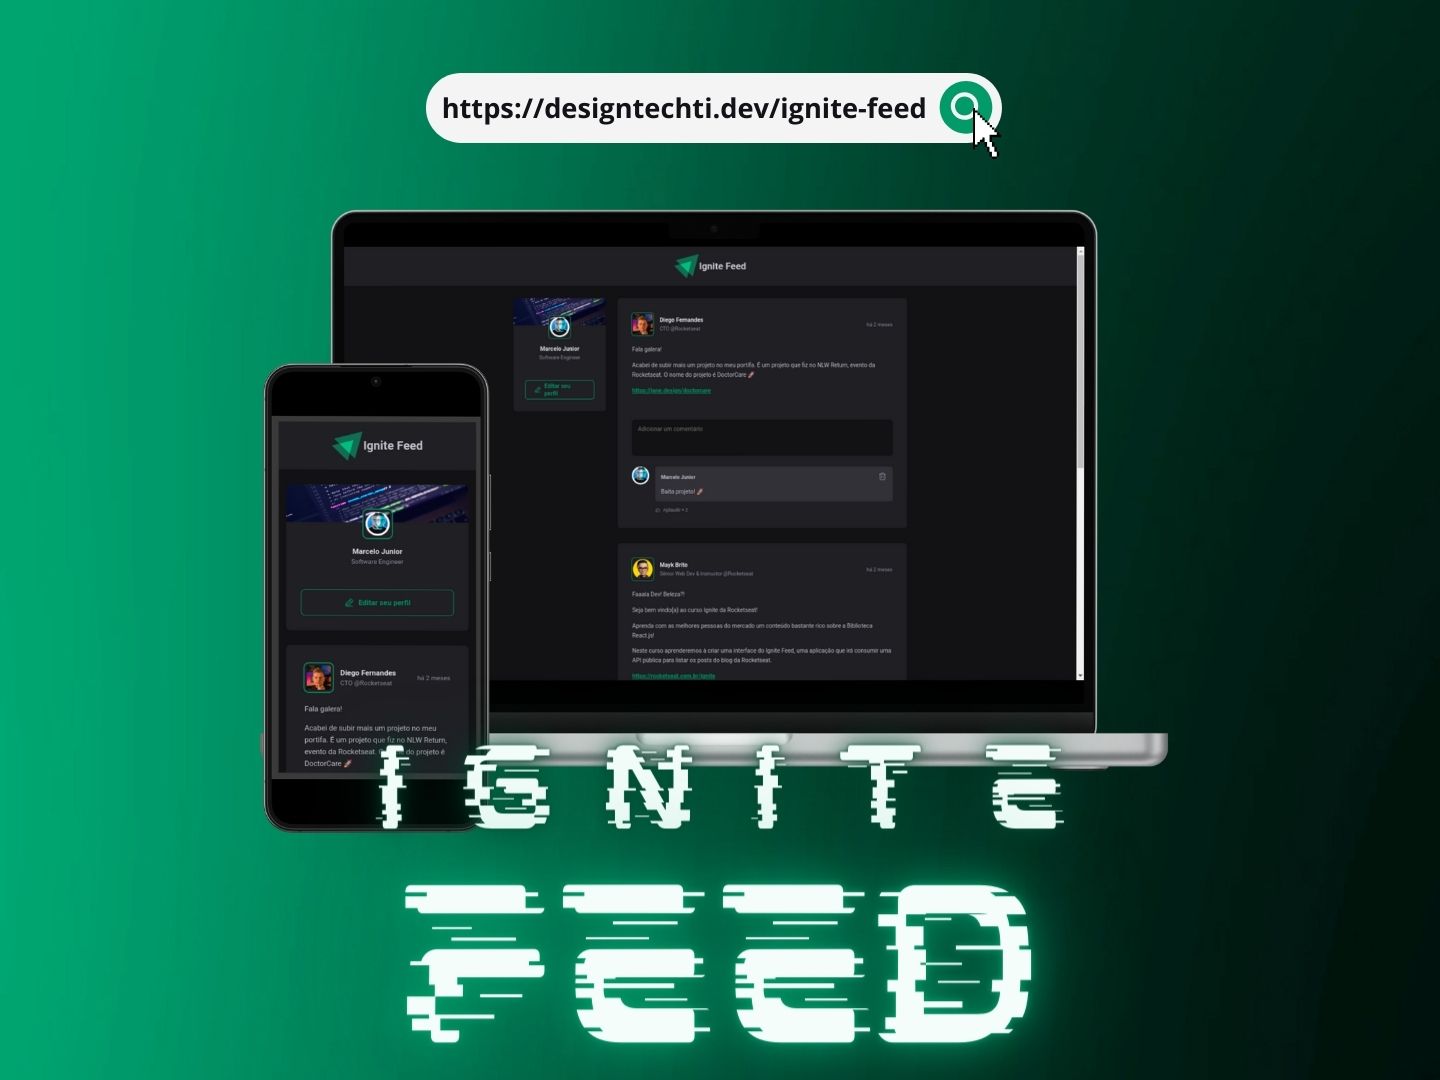 https://designtechti.dev/ignite-feed
Ignite Feed
Marcelo Junior
Software Engineer
Editar seu
perfil
Diego Fernandes
CTO @Rocketseat
há 2 meses
Fala galera!
Acabei de subir mais um projeto no meu portifa. É um projeto que fiz no NLW Return, evento da
Rocketseat. O nome do projeto é DoctorCare 🚀
https://jane.design/doctorcare
Adicionar um comentário
Marcelo Junior
Baita projeto! 🚀
Aplaudir • 2
Mayk Brito
Sênior Web Dev & Instructor @Rocketseat
há 2 meses
Faaala Dev! Beleza?!
Seja bem vindo(a) ao curso Ignite da Rocketseat!
Aprenda com as melhores pessoas do mercado um conteúdo bastante rico sobre a Biblioteca
React.js!
Neste curso aprenderemos a criar uma interface do Ignite Feed, uma aplicação que irá consumir uma
API pública para listar os posts do blog da Rocketseat.
https://rocketseat.com.br/ignite
Ignite Feed
Marcelo Junior
Software Engineer
Editar seu perfil
Diego Fernandes
CTO @Rocketseat
há 2 meses
Fala galera!
Acabei de subir mais um projeto no meu
portifa. É um projeto que fiz no NLW Return,
evento da Rocketseat. O nome do projeto é
DoctorCare 🚀
IGNITE
FEED